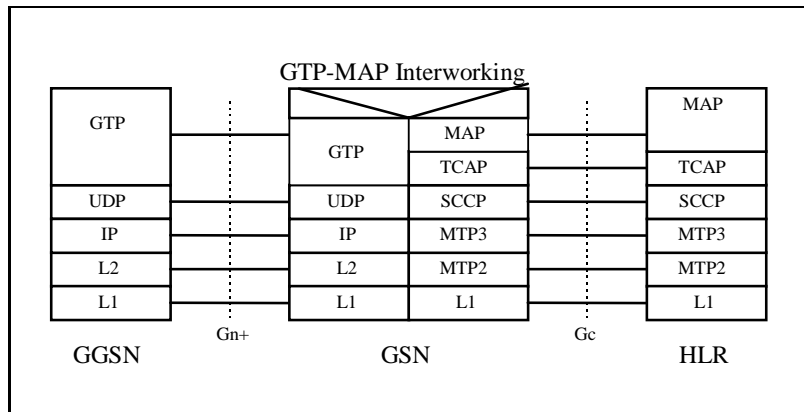 GTP-MAP Interworking
GTP
MAP
GTP
MAP
TCAP
TCAP
UDP
UDP
SCCP
SCCP
IP
IP
MTP3
MTP3
L2
L2
MTP2
MTP2
L1
L1
L1
L1
Gn+
Gc
GGSN
GSN
HLR